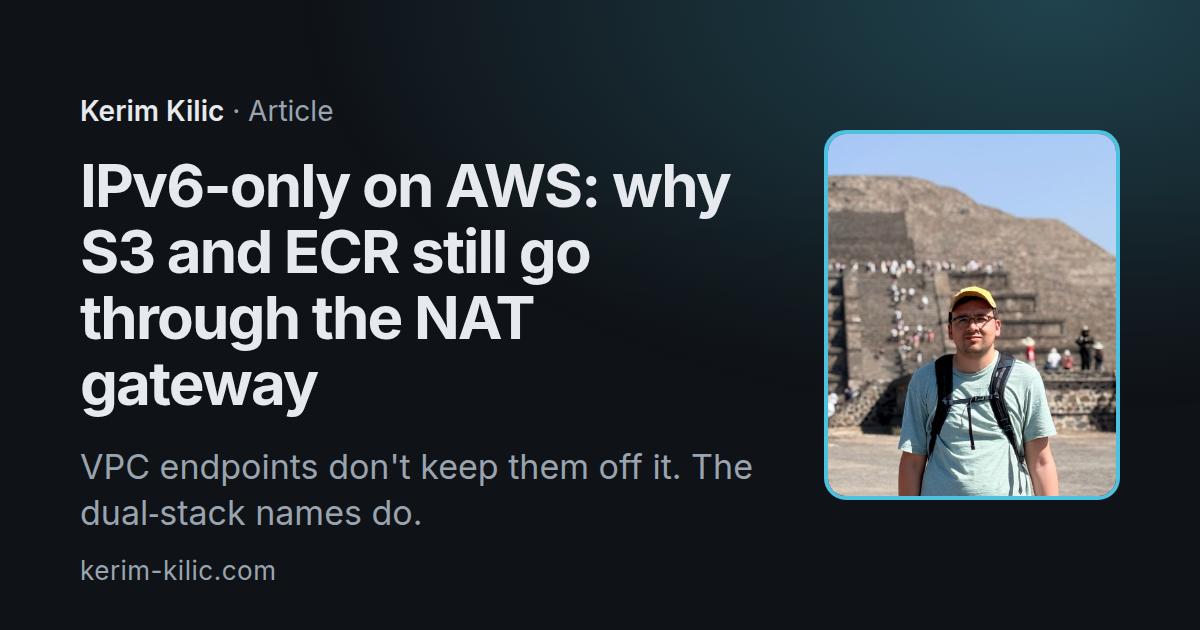 Kerim Kilic · Article
IPv6-only on AWS: why
S3 and ECR still go
through the NAT
gateway
VPC endpoints don't keep them off it. The
dual-stack names do.
kerim-kilic.com